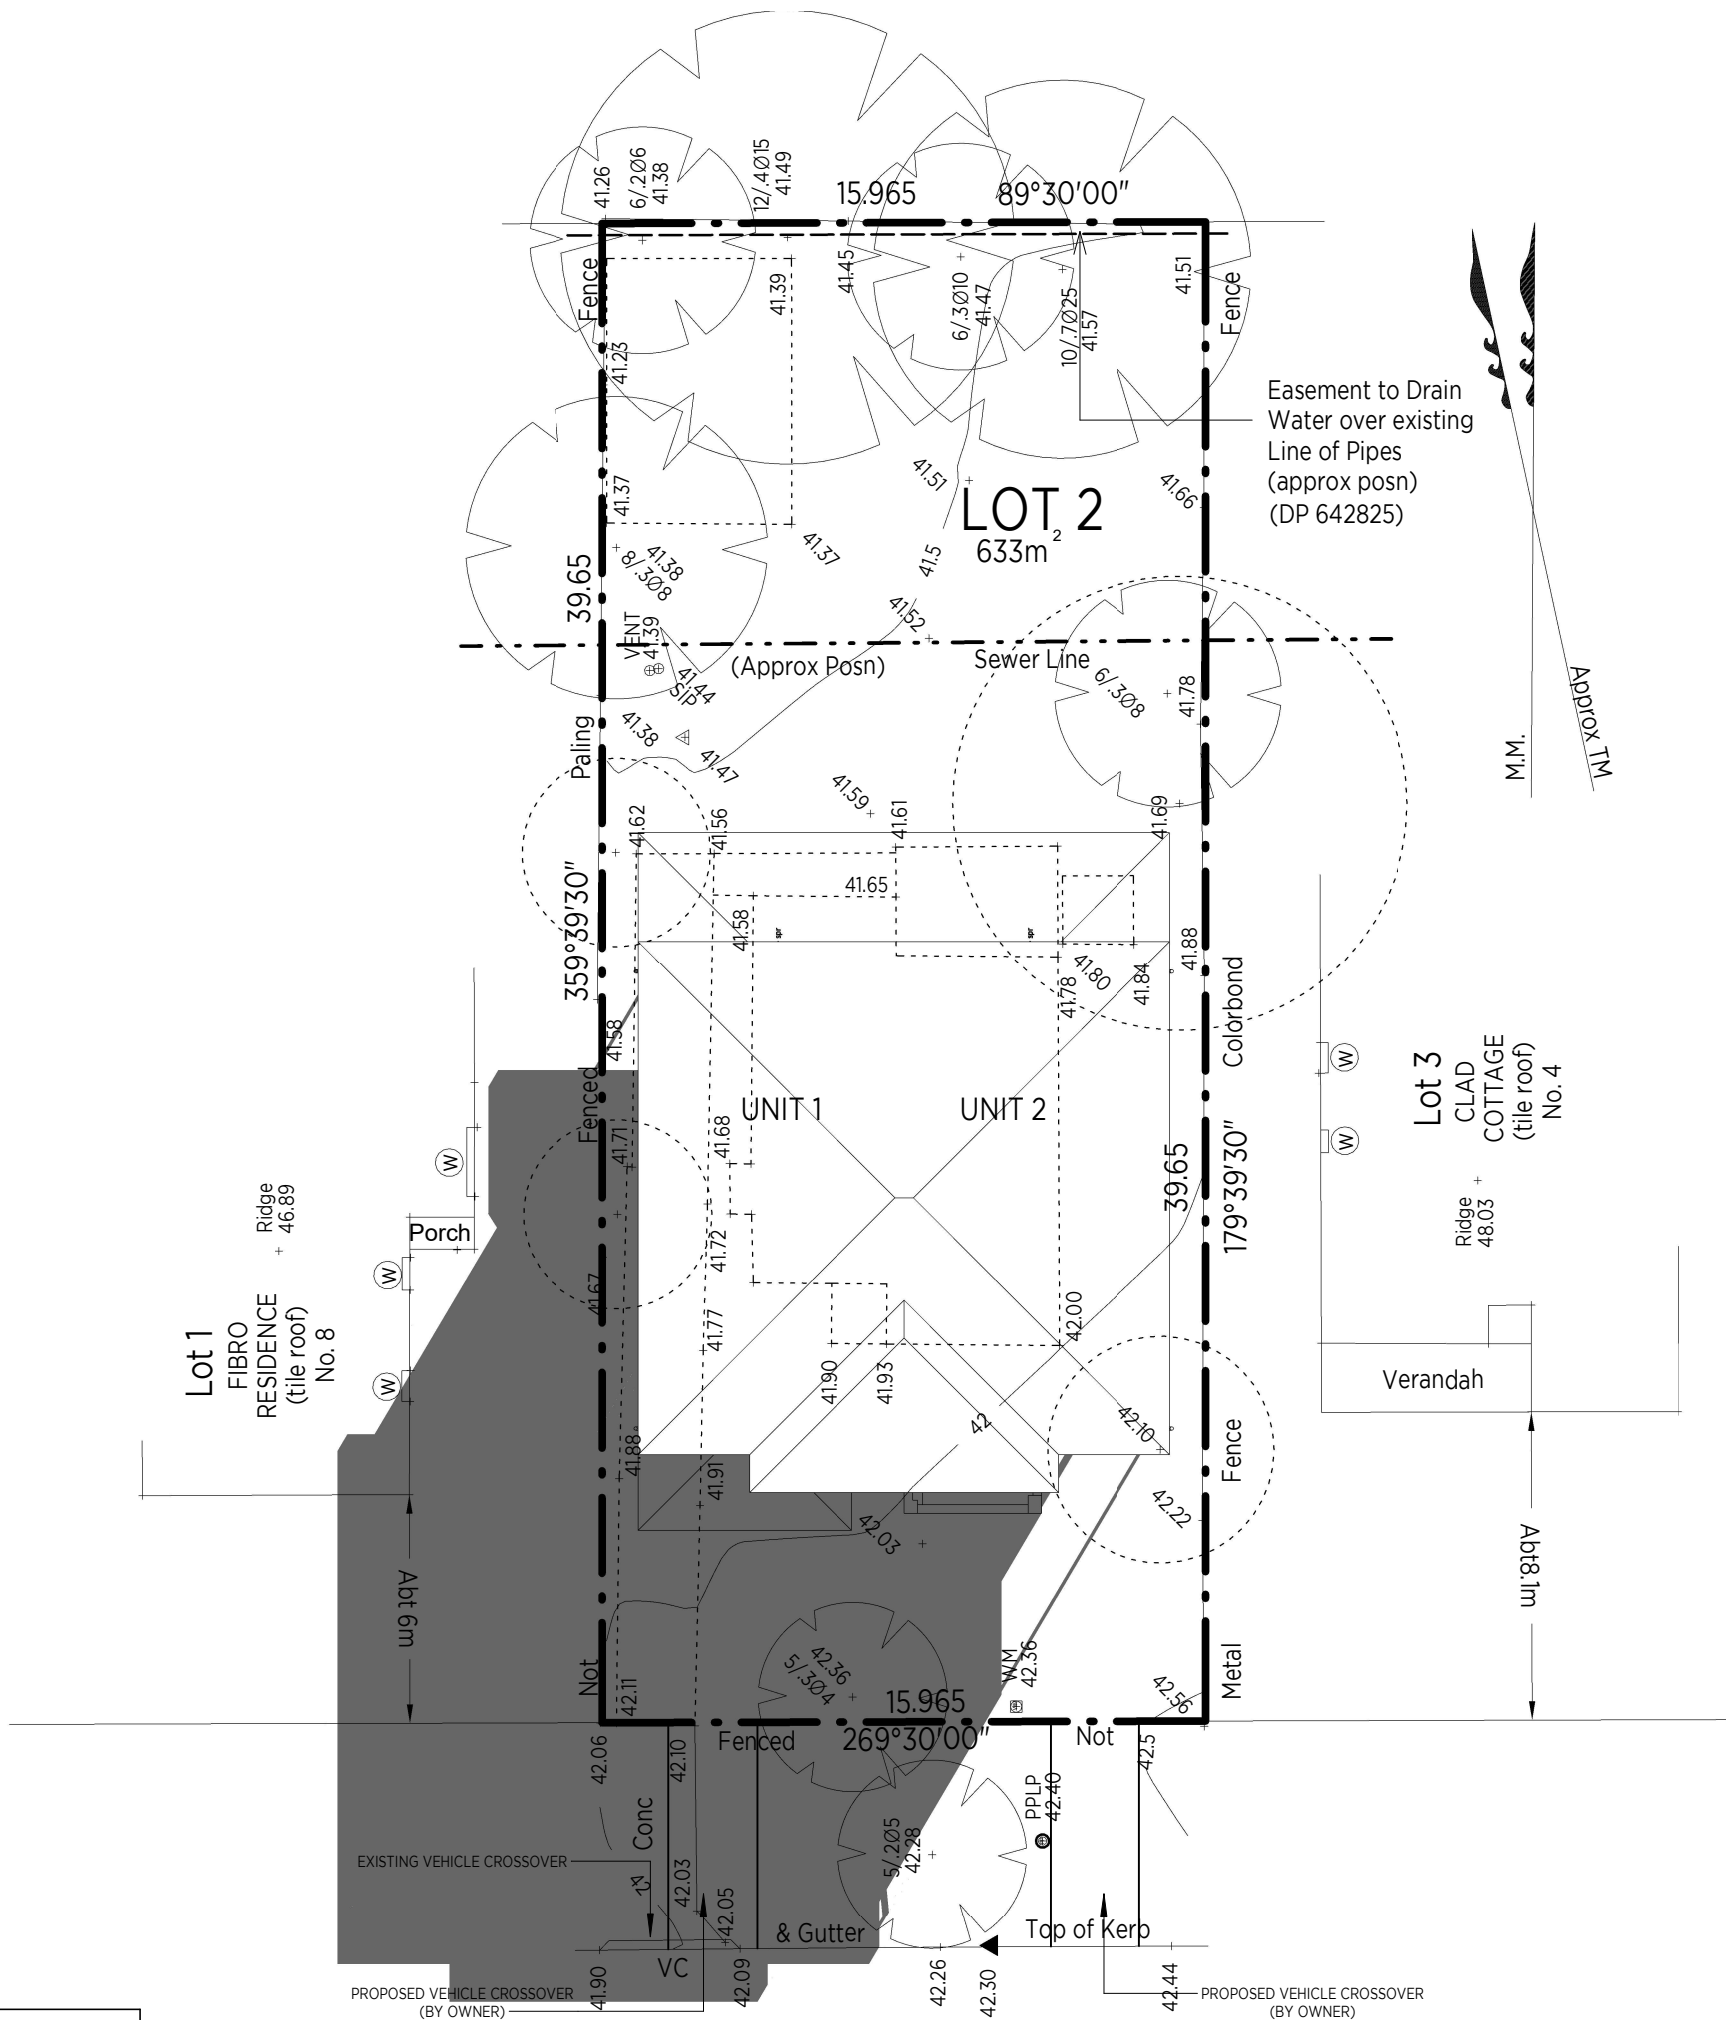 41.26
6/.2Ø6
41.38
12/.4Ø15
41.49
15.965
89°30'00"
Fence
41.23
41.39
41.45
6/.3Ø10
41.47
10/.7Ø25
41.57
41.51
Fence
Easement to Drain
Water over existing
Line of Pipes
(approx posn)
(DP 642825)
41.37
41.37
41.51
LOT 2
633m2
41.66
41.5
39.65
41.38
8/.3Ø8
VENT
41.39
41.44
SIP
41.52
(Approx Posn)
Sewer Line
6/.3Ø8
41.78
Approx TM
M.M.
Paling
41.38
41.47
41.59
41.62
41.56
41.61
41.69
359°39'30"
41.65
41.58
spr
spr
41.80
41.78
41.84
41.88
Colorbond
41.58
Fenced
UNIT 1
UNIT 2
41.71
41.68
39.65
179°39'30"
W
W
W
Lot 3
CLAD
COTTAGE
(tile roof)
No. 4
Ridge
48.03
Ridge
46.89
Porch
W
W
Lot 1
FIBRO
RESIDENCE
(tile roof)
No. 8
41.67
41.72
41.77
42.00
41.90
41.93
42
42.10
Verandah
41.88
41.91
42.03
42.22
Fence
Abt 6m
Abt8.1m
Not
42.11
42.36
5/.3Ø4
WM
42.36
42.56
Metal
15.965
269°30'00"
Fenced
Not
42.06
42.10
42.5
Conc
PPLP
42.40
5/.2Ø5
42.28
EXISTING VEHICLE CROSSOVER
42
42.03
42.05
& Gutter
Top of Kerb
VC
41.90
42.09
42.26
42.30
42.44
PROPOSED VEHICLE CROSSOVER
(BY OWNER)
PROPOSED VEHICLE CROSSOVER
(BY OWNER)